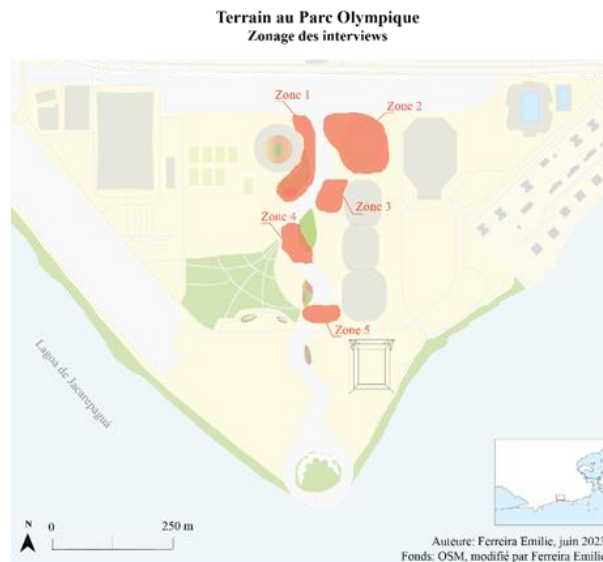 Terrain au Parc Olympique
Zonage des interviews
Zone 1
Zone 2
Zone 3
Zone 4
Zone 5
Lagoa de Jacarepaguá
N
0
250 m
Auteure: Ferreira Emilie, juin 2023
Fonds: OSM, modifié par Ferreira Emilie